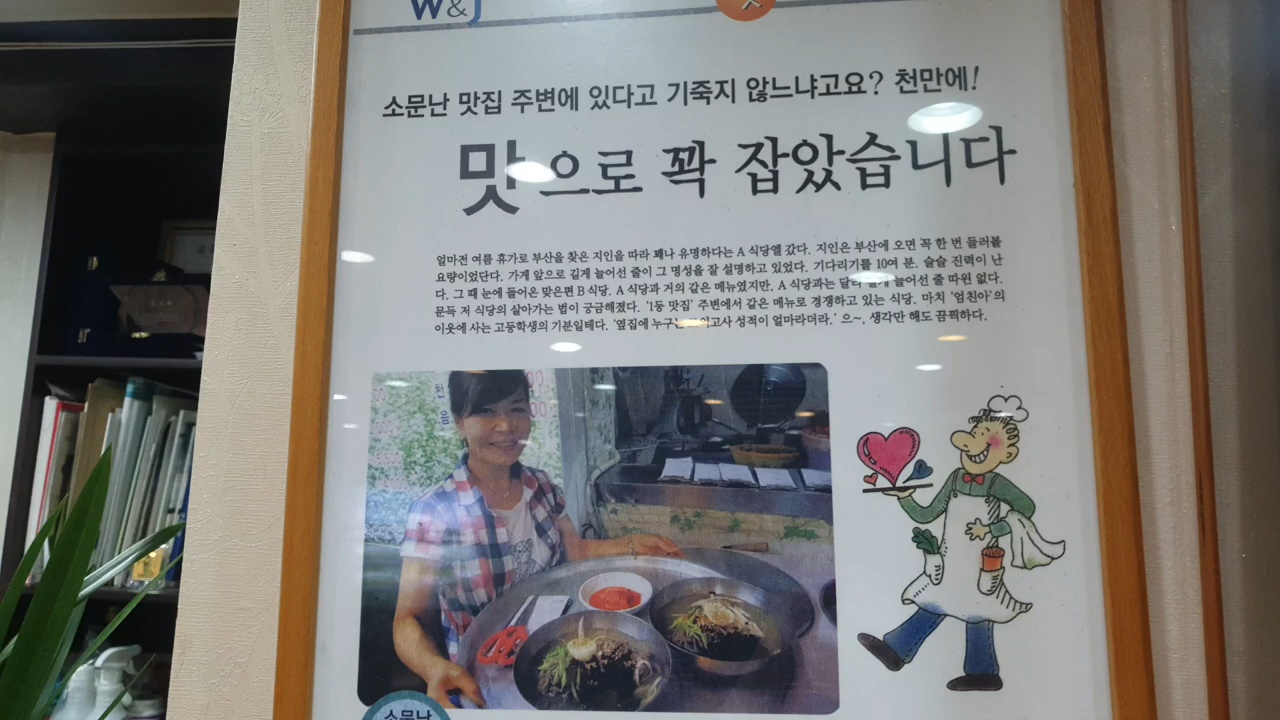 W&J
맛
소문난 맛집 주변에 있다고 기죽지 않느냐고요? 천만에!
맛으로 꽉 잡았습니다
얼마전 여름 휴가로 부산을 찾은 지인을 따라 꽤나 유명하다는 A 식당엘 갔다. 지인은 부산에 오면 꼭 한 번 들러볼
요량이었단다. 가게 앞으로 길게 늘어선 줄이 그 명성을 잘 설명하고 있었다. 기다리기를 10여 분, 슬슬 진력이 난
다. 그 때 눈에 들어온 맞은편 B 식당. A 식당과 거의 같은 메뉴였지만, A 식당과는 달리 길게 늘어선 줄 따윈 없다.
문득 저 식당의 살아가는 법이 궁금해졌다. '1등 맛집' 주변에서 같은 메뉴로 경쟁하고 있는 식당. 마치 '엄친아'의
이웃에 사는 고등학생의 기분일테다. '옆집에 누구는 성적이 얼마라더라.' 으~, 생각만 해도 끔찍하다.
소문난